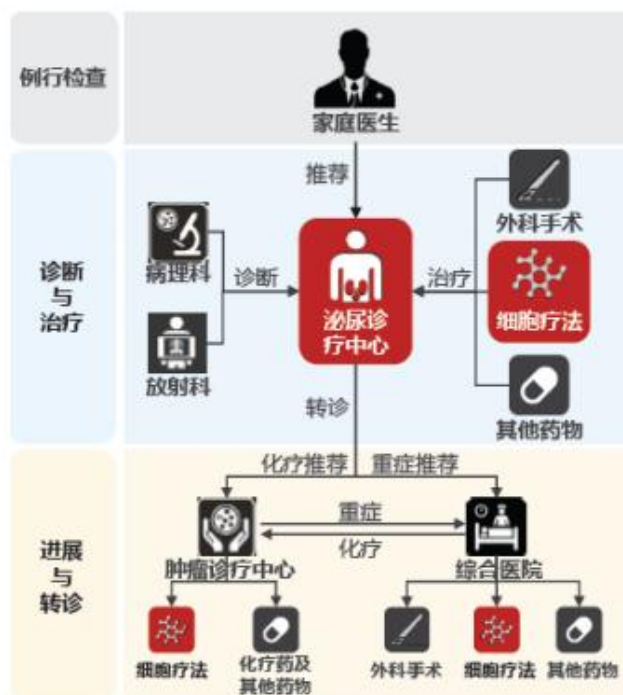 例行检查
家庭医生
推荐
诊断
与
治疗
病理科
放射科
诊断
泌尿诊
疗中心
治疗
外科手术
细胞疗法
其他药物
转诊
化疗推荐
重症推荐
进展
与
转诊
肿瘤诊疗中心
重症
化疗
综合医院
细胞疗法
化疗药及
其他药物
外科手术
细胞疗法
其他药物